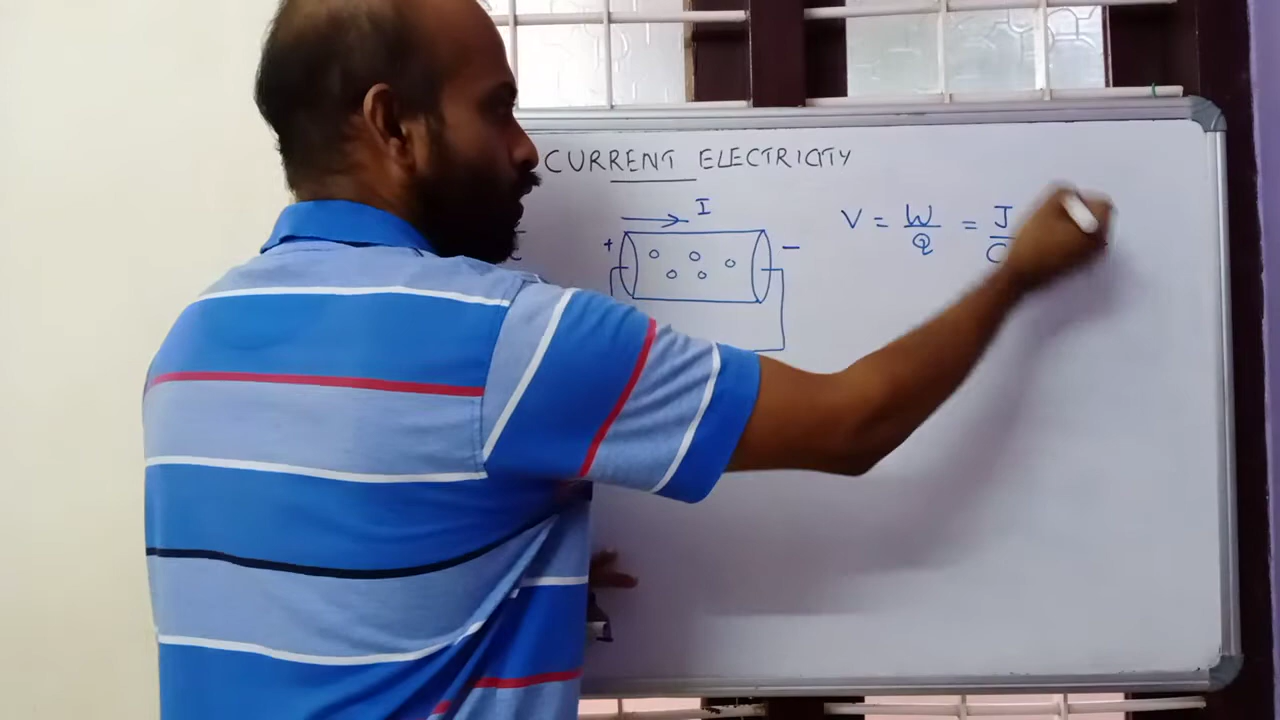 CURRENT ELECTRICITY
I
+ −
V = W/Q = J/C